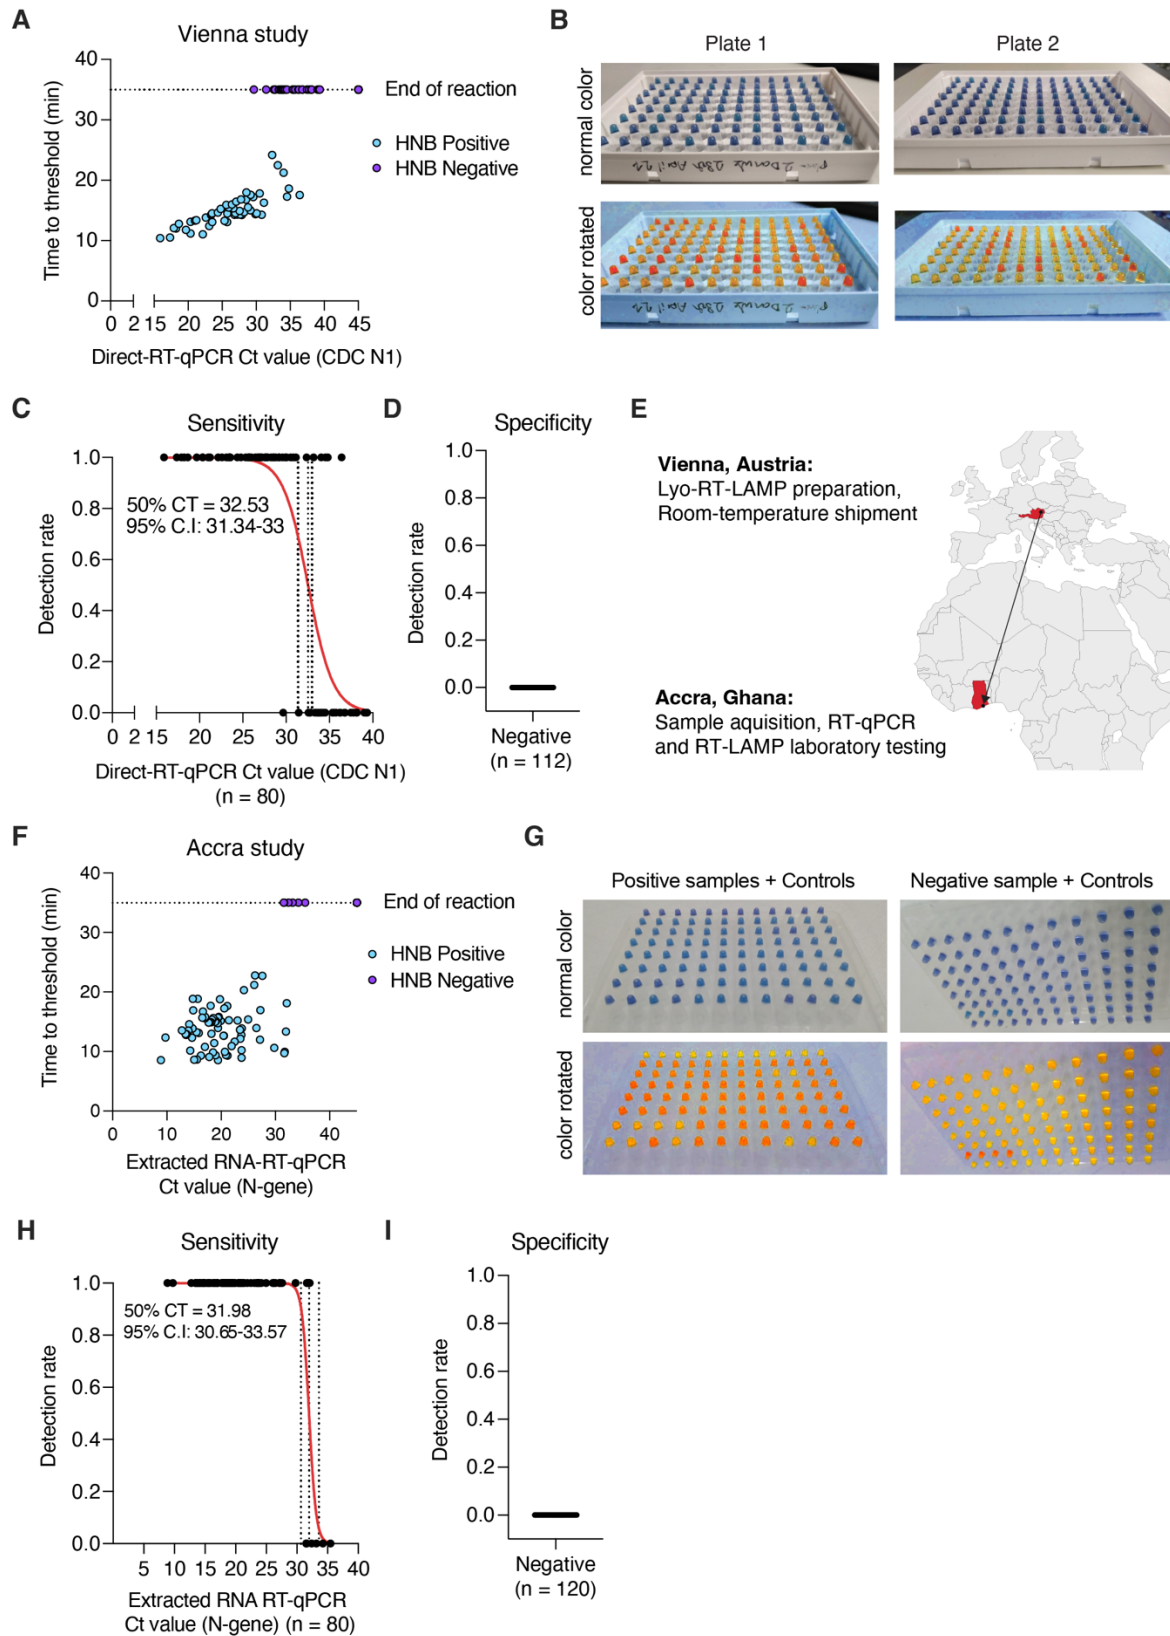 A
Vienna study
40
30
20
10
0
Time to threshold (min)
End of reaction
HNB Positive
HNB Negative
0 2 15 20 25 30 35 40 45
Direct-RT-qPCR Ct value (CDC N1)
B
Plate 1
Plate 2
normal color
color rotated
C
Sensitivity
1.0
0.8
0.6
0.4
0.2
0.0
Detection rate
50% CT = 32.53
95% C.I: 31.34-33
0 2 15 20 25 30 35 40
Direct-RT-qPCR Ct value (CDC N1)
(n = 80)
D
Specificity
1.0
0.8
0.6
0.4
0.2
0.0
Detection rate
Negative
(n = 112)
E
Vienna, Austria:
Lyo-RT-LAMP preparation,
Room-temperature shipment
Accra, Ghana:
Sample aquisition, RT-qPCR
and RT-LAMP laboratory testing
F
Accra study
40
30
20
10
0
Time to threshold (min)
End of reaction
HNB Positive
HNB Negative
0 10 20 30 40
Extracted RNA-RT-qPCR
Ct value (N-gene)
G
Positive samples + Controls
Negative sample + Controls
normal color
color rotated
H
Sensitivity
1.0
0.8
0.6
0.4
0.2
0.0
Detection rate
50% CT = 31.98
95% C.I: 30.65-33.57
5 10 15 20 25 30 35 40
Extracted RNA RT-qPCR
Ct value (N-gene) (n = 80)
I
Specificity
1.0
0.8
0.6
0.4
0.2
0.0
Detection rate
Negative
(n = 120)